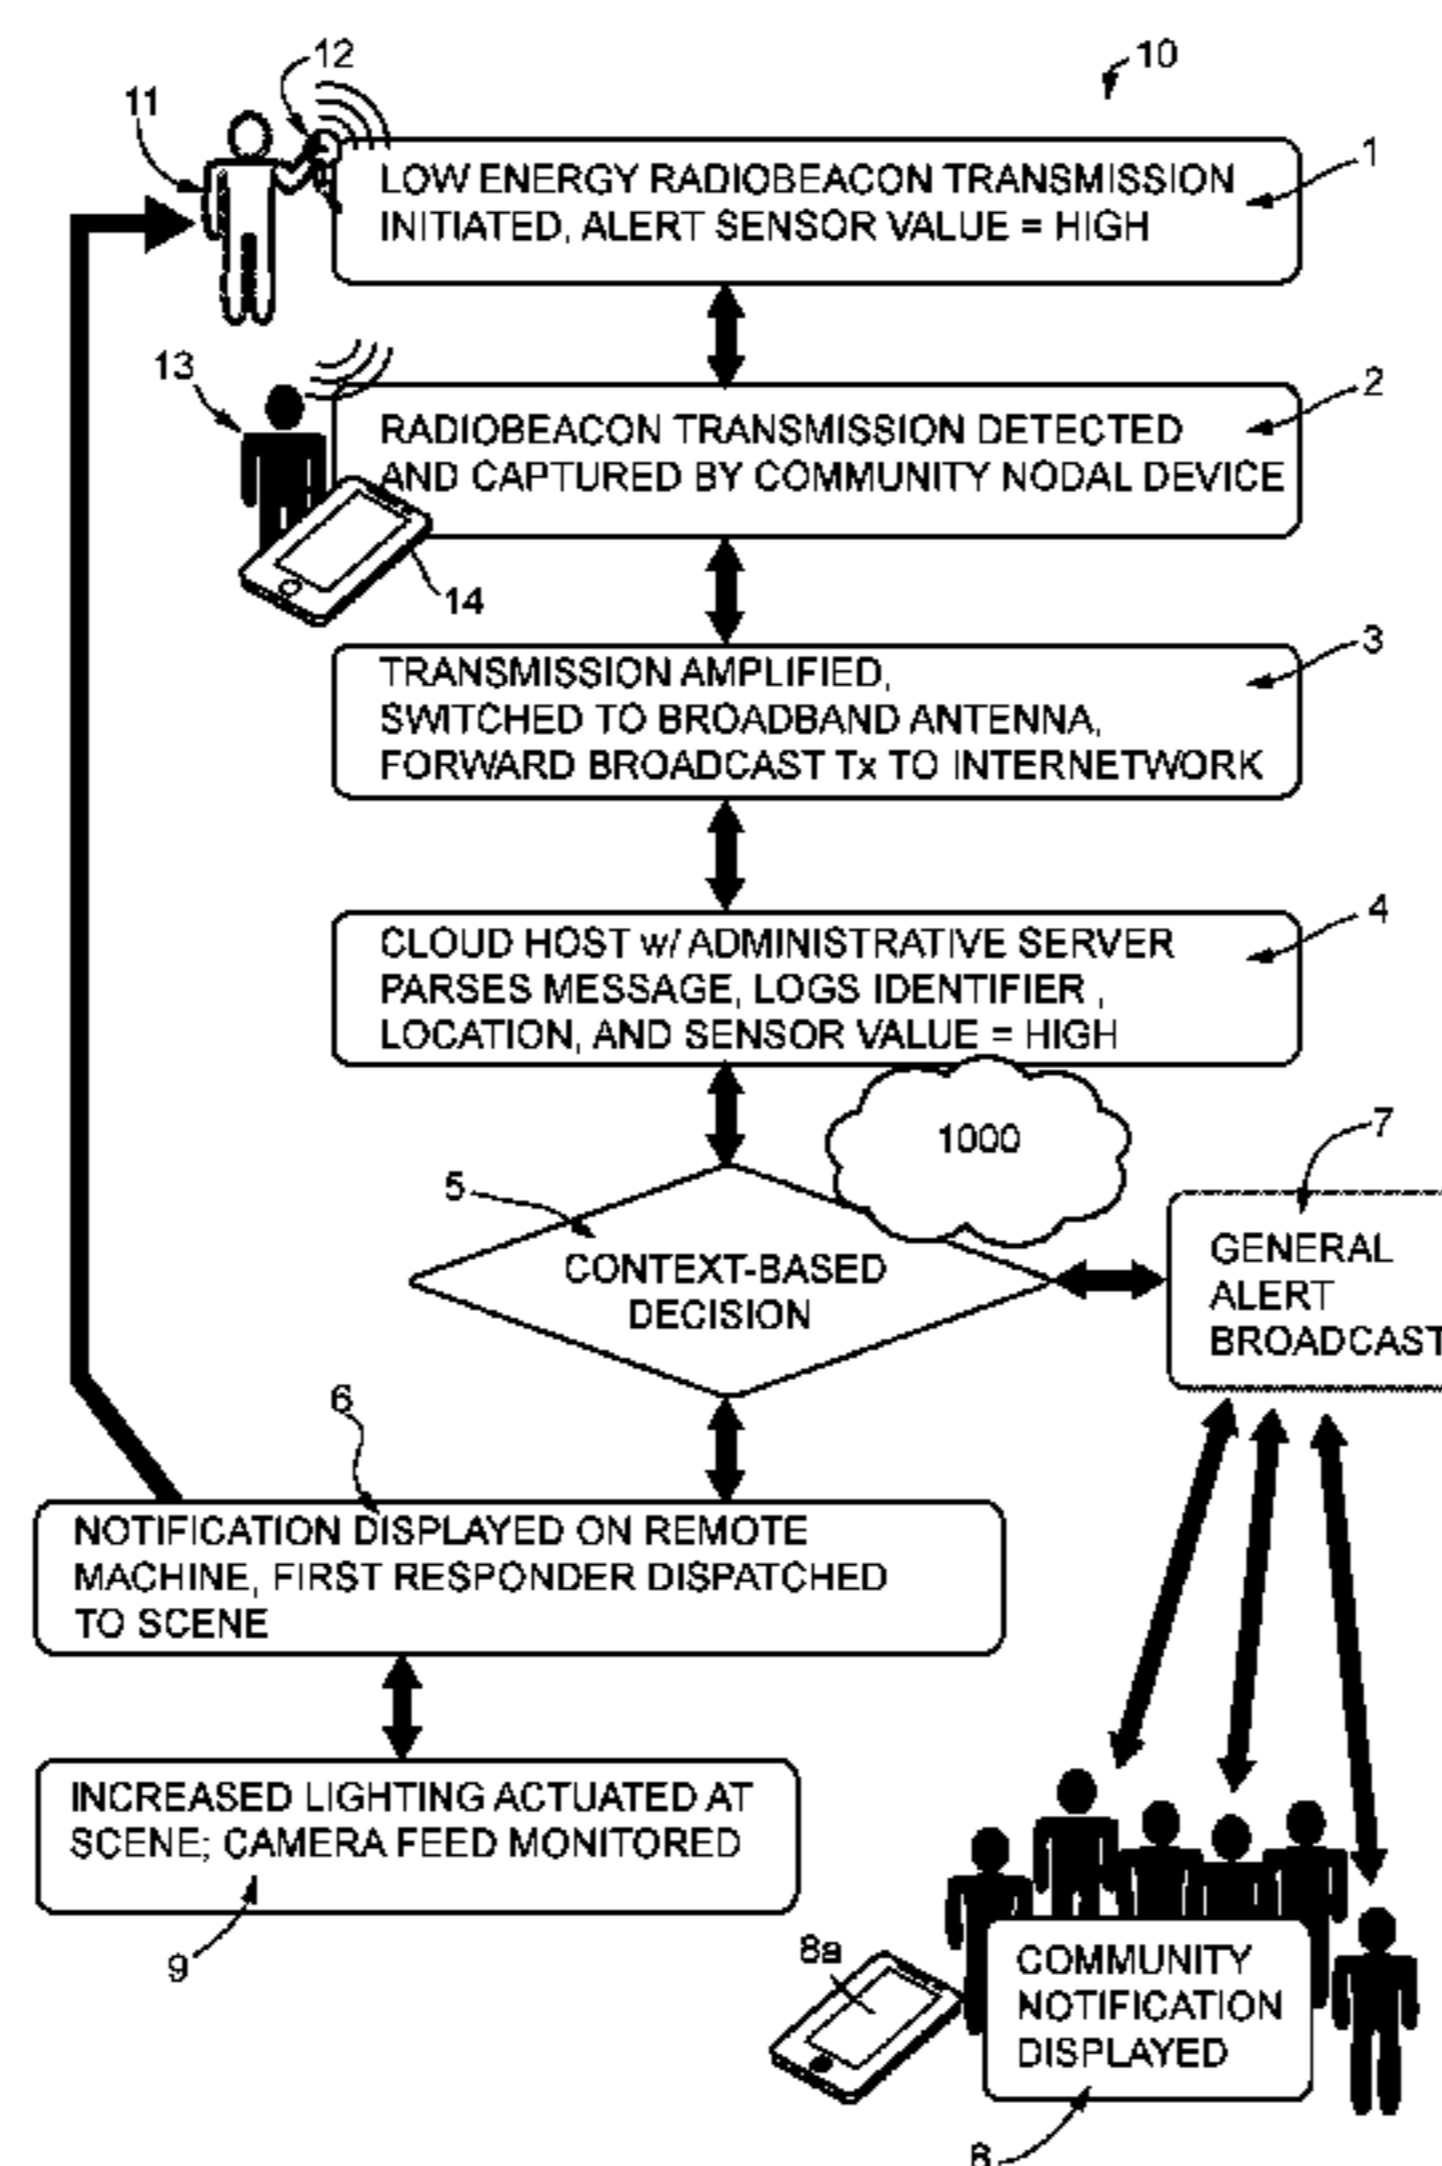 12
10
11
1
LOW ENERGY RADIOBEACON TRANSMISSION
INITIATED, ALERT SENSOR VALUE = HIGH
13
2
RADIOBEACON TRANSMISSION DETECTED
AND CAPTURED BY COMMUNITY NODAL DEVICE
14
3
TRANSMISSION AMPLIFIED,
SWITCHED TO BROADBAND ANTENNA,
FORWARD BROADCAST Tx TO INTERNETWORK
4
CLOUD HOST w/ ADMINISTRATIVE SERVER
PARSES MESSAGE, LOGS IDENTIFIER ,
LOCATION, AND SENSOR VALUE = HIGH
1000
7
5
CONTEXT-BASED
DECISION
GENERAL
ALERT
BROADCAST
6
NOTIFICATION DISPLAYED ON REMOTE
MACHINE, FIRST RESPONDER DISPATCHED
TO SCENE
INCREASED LIGHTING ACTUATED AT
SCENE; CAMERA FEED MONITORED
9
8a
COMMUNITY
NOTIFICATION
DISPLAYED
8